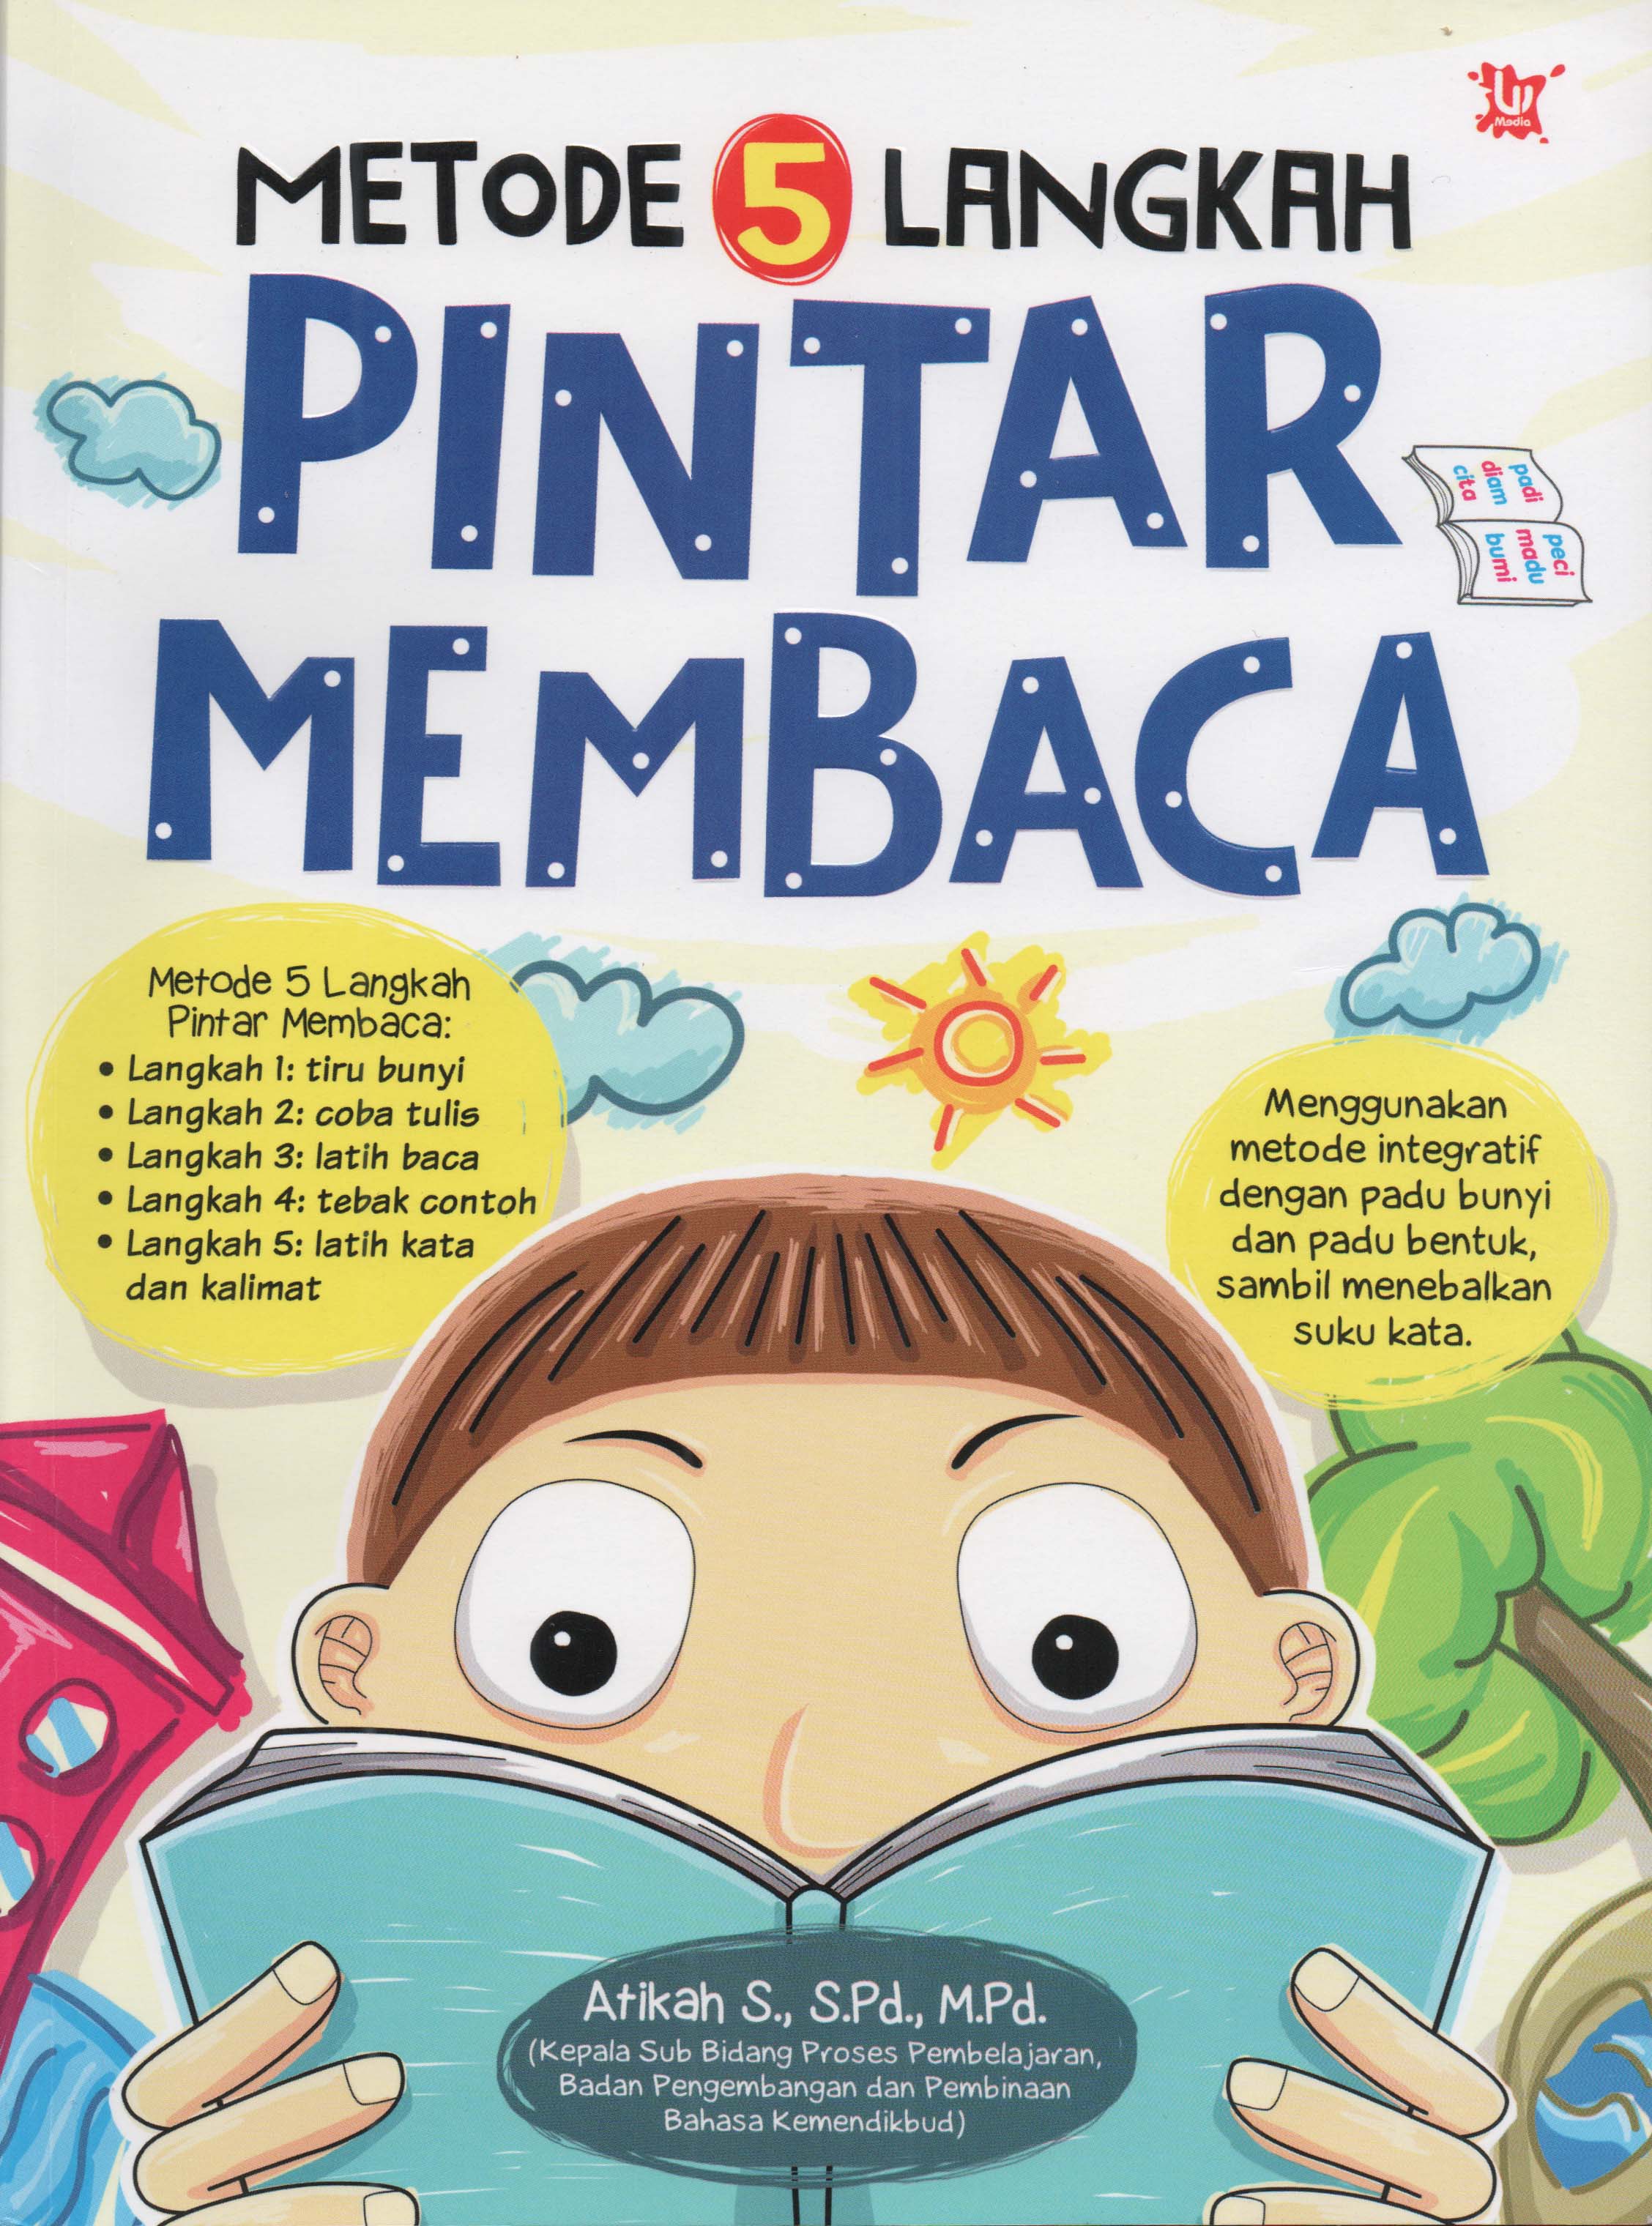 Media
METODE 5 LANGKAH
PINTAR
MEMBACA
padi
diam
cita
peci
madu
bumi
Metode 5 Langkah
Pintar Membaca:
• Langkah 1: tiru bunyi
• Langkah 2: coba tulis
• Langkah 3: latih baca
• Langkah 4: tebak contoh
• Langkah 5: latih kata
dan kalimat
Menggunakan
metode integratif
dengan padu bunyi
dan padu bentuk,
sambil menebalkan
suku kata.
Atikah S., S.Pd., M.Pd.
(Kepala Sub Bidang Proses Pembelajaran,
Badan Pengembangan dan Pembinaan
Bahasa Kemendikbud)